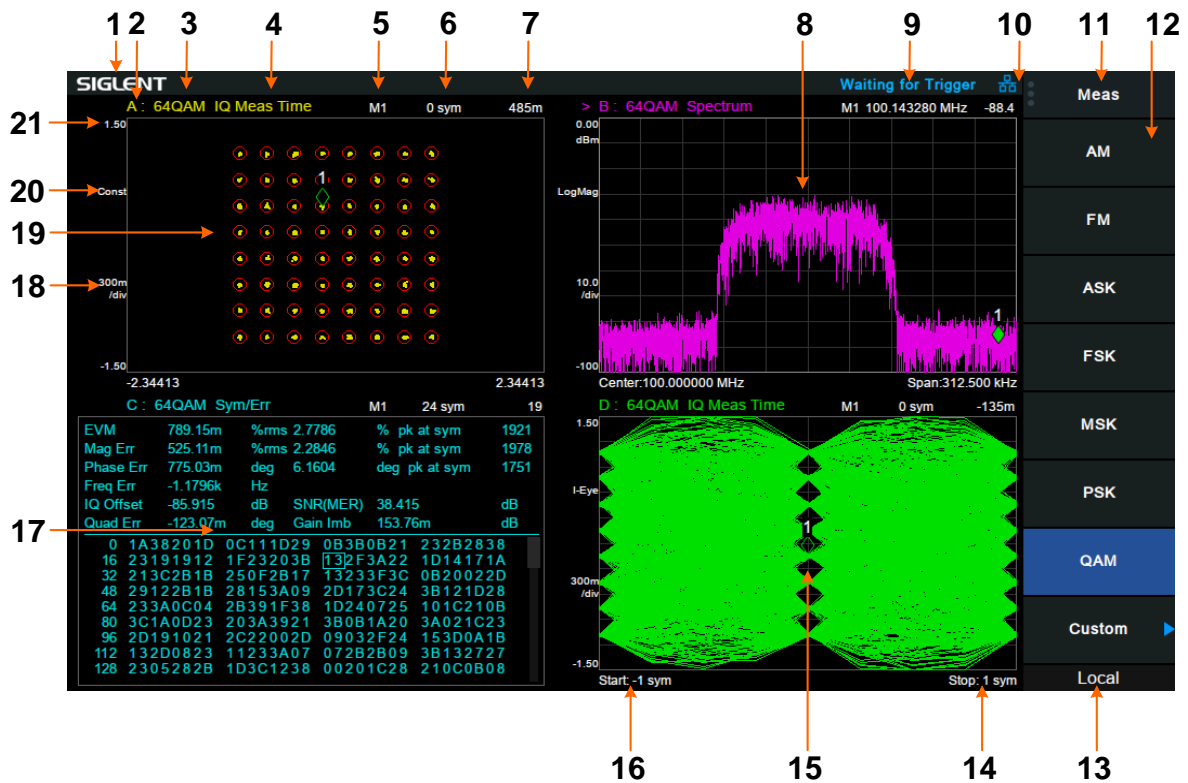 1 2 3 4 5 6 7 8 9 10 11 12
SIGLENT Waiting for Trigger
A : 64QAM IQ Meas Time M1 0 sym 485m
21
1.50
20
Const
1
19
18
300m
/div
-1.50
-2.34413 2.34413
> B : 64QAM Spectrum M1 100.143280 MHz -88.4
0.00
dBm
LogMag
10.0
/div
1
-100
Center:100.000000 MHz Span:312.500 kHz
C : 64QAM Sym/Err M1 24 sym 19
EVM 789.15m %rms 2.7786 % pk at sym 1921
Mag Err 525.11m %rms 2.2846 % pk at sym 1978
Phase Err 775.03m deg 6.1604 deg pk at sym 1751
Freq Err -1.1796k Hz
IQ Offset -85.915 dB SNR(MER) 38.415 dB
17
Quad Err -123.07m deg Gain Imb 153.76m dB
0 1A38201D 0C111D29 0B3B0B21 232B2838
16 23191912 1F23203B 132F3A22 1D14171A
32 213C2B1B 250F2B17 13233F3C 0B20022D
48 29122B1B 28153A09 2D173C24 3B121D28
64 233A0C04 2B391F38 1D240725 101C210B
80 3C1A0D23 203A3921 3B0B1A20 3A021C23
96 2D191021 2C22002D 09032F24 153D0A1B
112 132D0823 11233A07 072B2B09 3B132727
128 2305282B 1D3C1238 00201C28 210C0B08
D : 64QAM IQ Meas Time M1 0 sym -135m
1.50
I-Eye
1
300m
/div
-1.50
Start: -1 sym Stop: 1 sym
Meas
AM
FM
ASK
FSK
MSK
PSK
QAM
Custom
Local
16 15 14 13